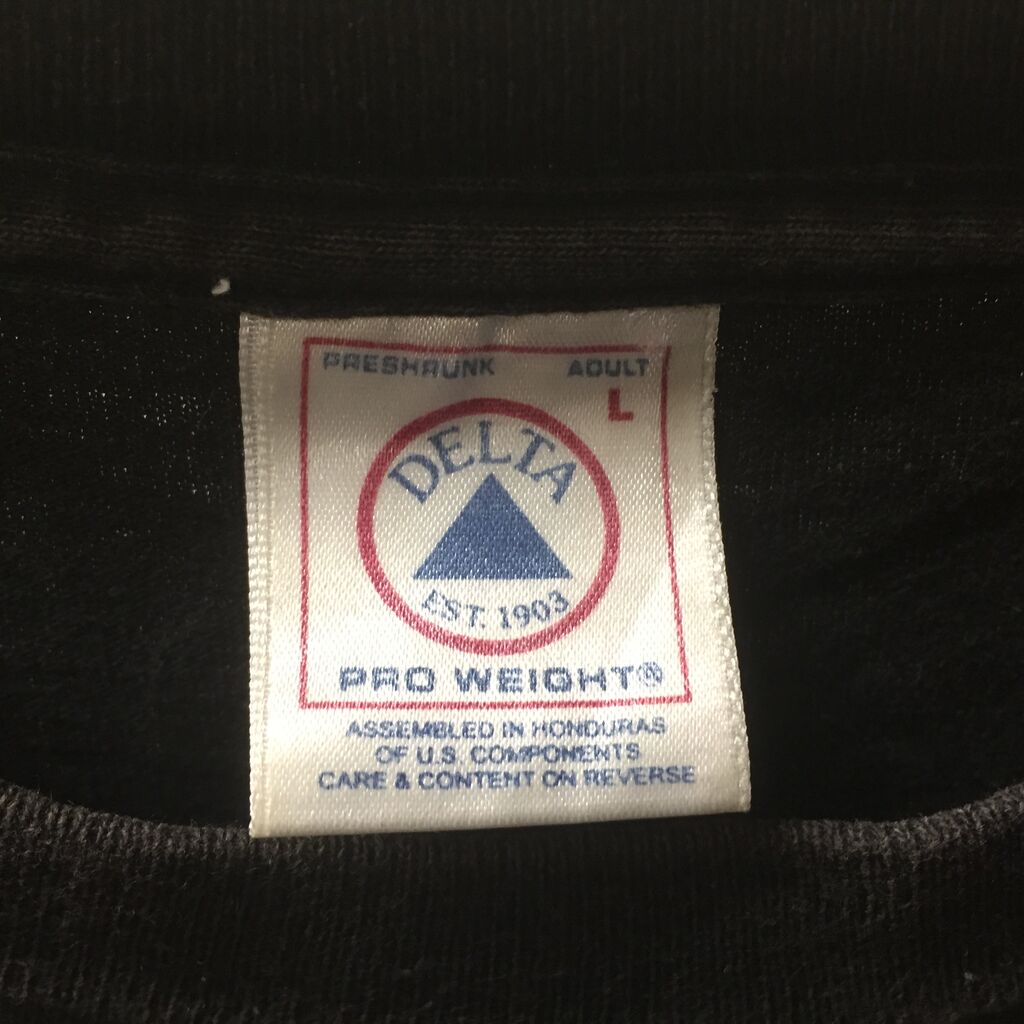 PRESHRUNK ADULT
L
DELTA
EST. 1903
PRO WEIGHT®
ASSEMBLED IN HONDURAS
OF U.S. COMPONENTS
CARE & CONTENT ON REVERSE